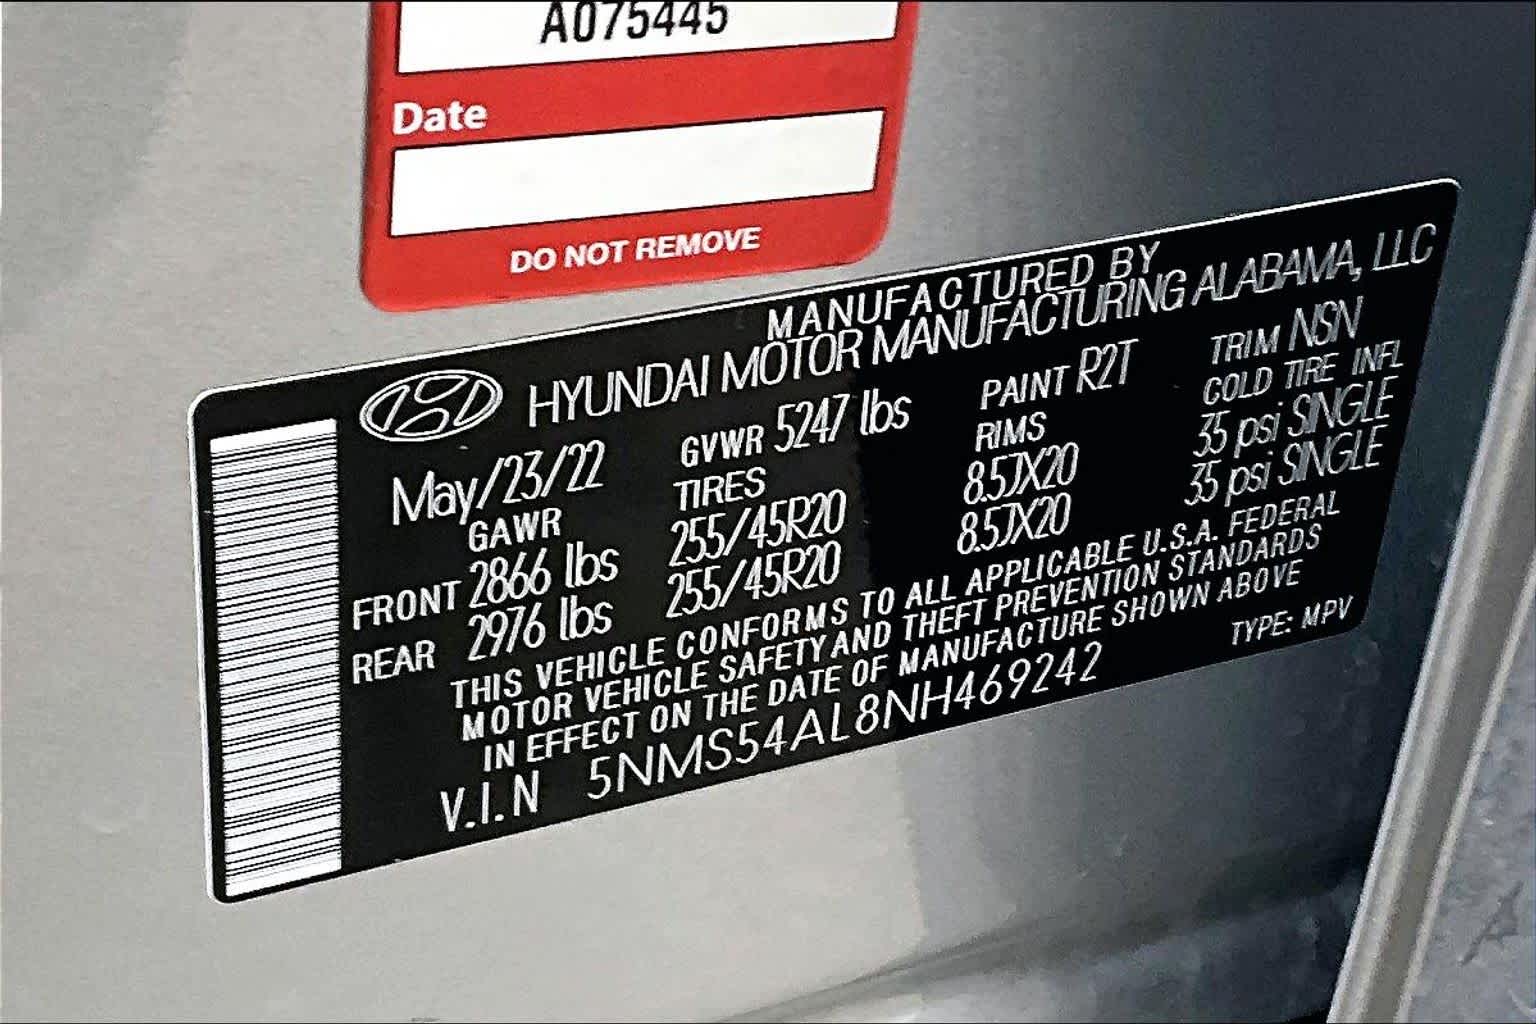 A075445
Date
DO NOT REMOVE
MANUFACTURED BY
HYUNDAI MOTOR MANUFACTURING ALABAMA, LLC
May/23/22 GVWR 5247 lbs PAINT R2T TRIM NSN
GAWR TIRES RIMS COLD TIRE INFL
FRONT 2866 lbs 255/45R20 8.5JX20 35 psi SINGLE
REAR 2976 lbs 255/45R20 8.5JX20 35 psi SINGLE
THIS VEHICLE CONFORMS TO ALL APPLICABLE U.S.A. FEDERAL
MOTOR VEHICLE SAFETY AND THEFT PREVENTION STANDARDS
IN EFFECT ON THE DATE OF MANUFACTURE SHOWN ABOVE
V.I.N 5NMS54AL8NH469242 TYPE: MPV